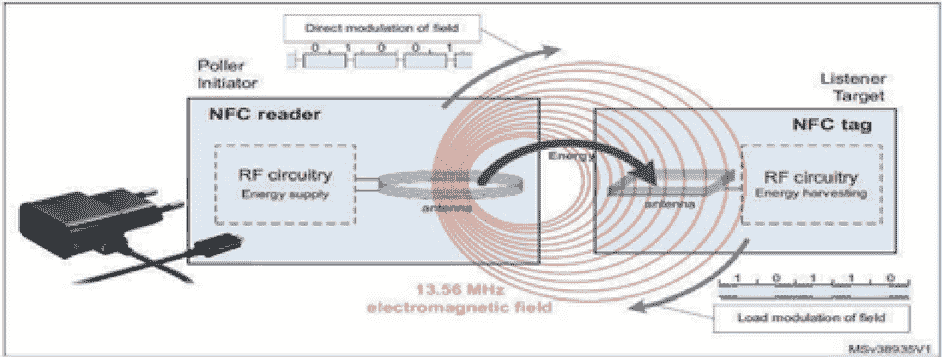 Direct modulation of field
0 1 0 0 1
Poller
Initiator
Listener
Target
NFC reader
NFC tag
Energy
RF circuitry
Energy supply
antenna
RF circuitry
Energy harvesting
antenna
13.56 MHz
electromagnetic field
1 0 1 1 0
Load modulation of field
MSv38935V1